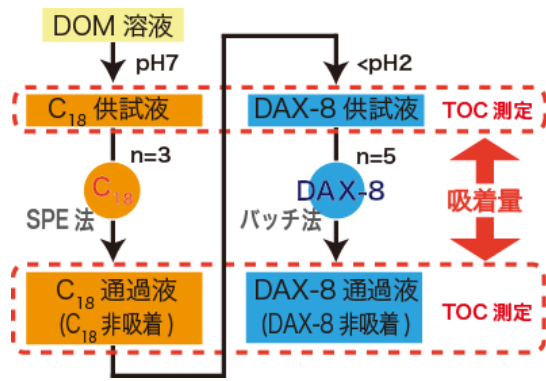 DOM 溶液
pH7
<pH2
C18 供試液
DAX-8 供試液
TOC 測定
n=3
n=5
C18
DAX-8
吸着量
SPE 法
バッチ法
C18 通過液
(C18 非吸着)
DAX-8 通過液
(DAX-8 非吸着)
TOC 測定